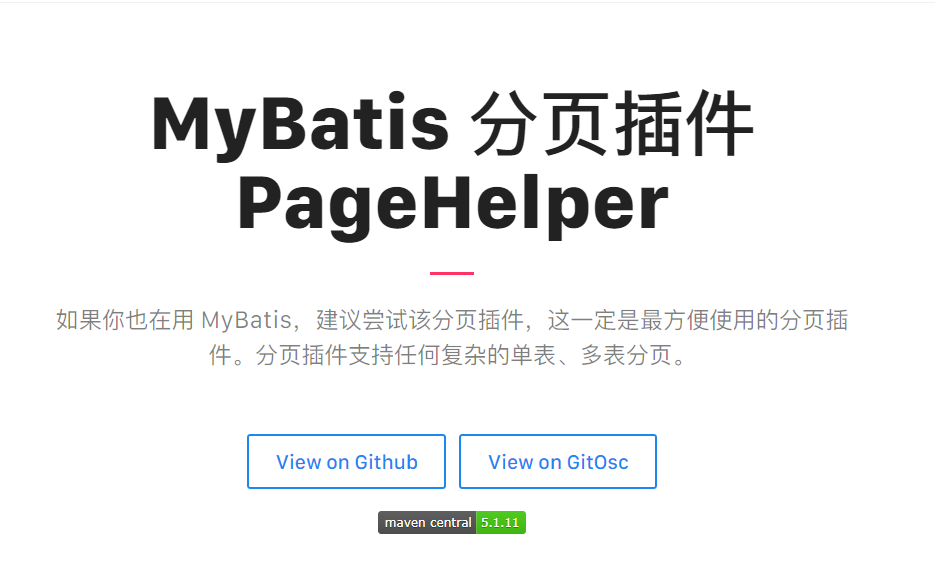 MyBatis 分页插件
PageHelper
如果你也在用 MyBatis，建议尝试该分页插件，这一定是最方便使用的分页插
件。分页插件支持任何复杂的单表、多表分页。
View on Github View on GitOsc
maven central 5.1.11